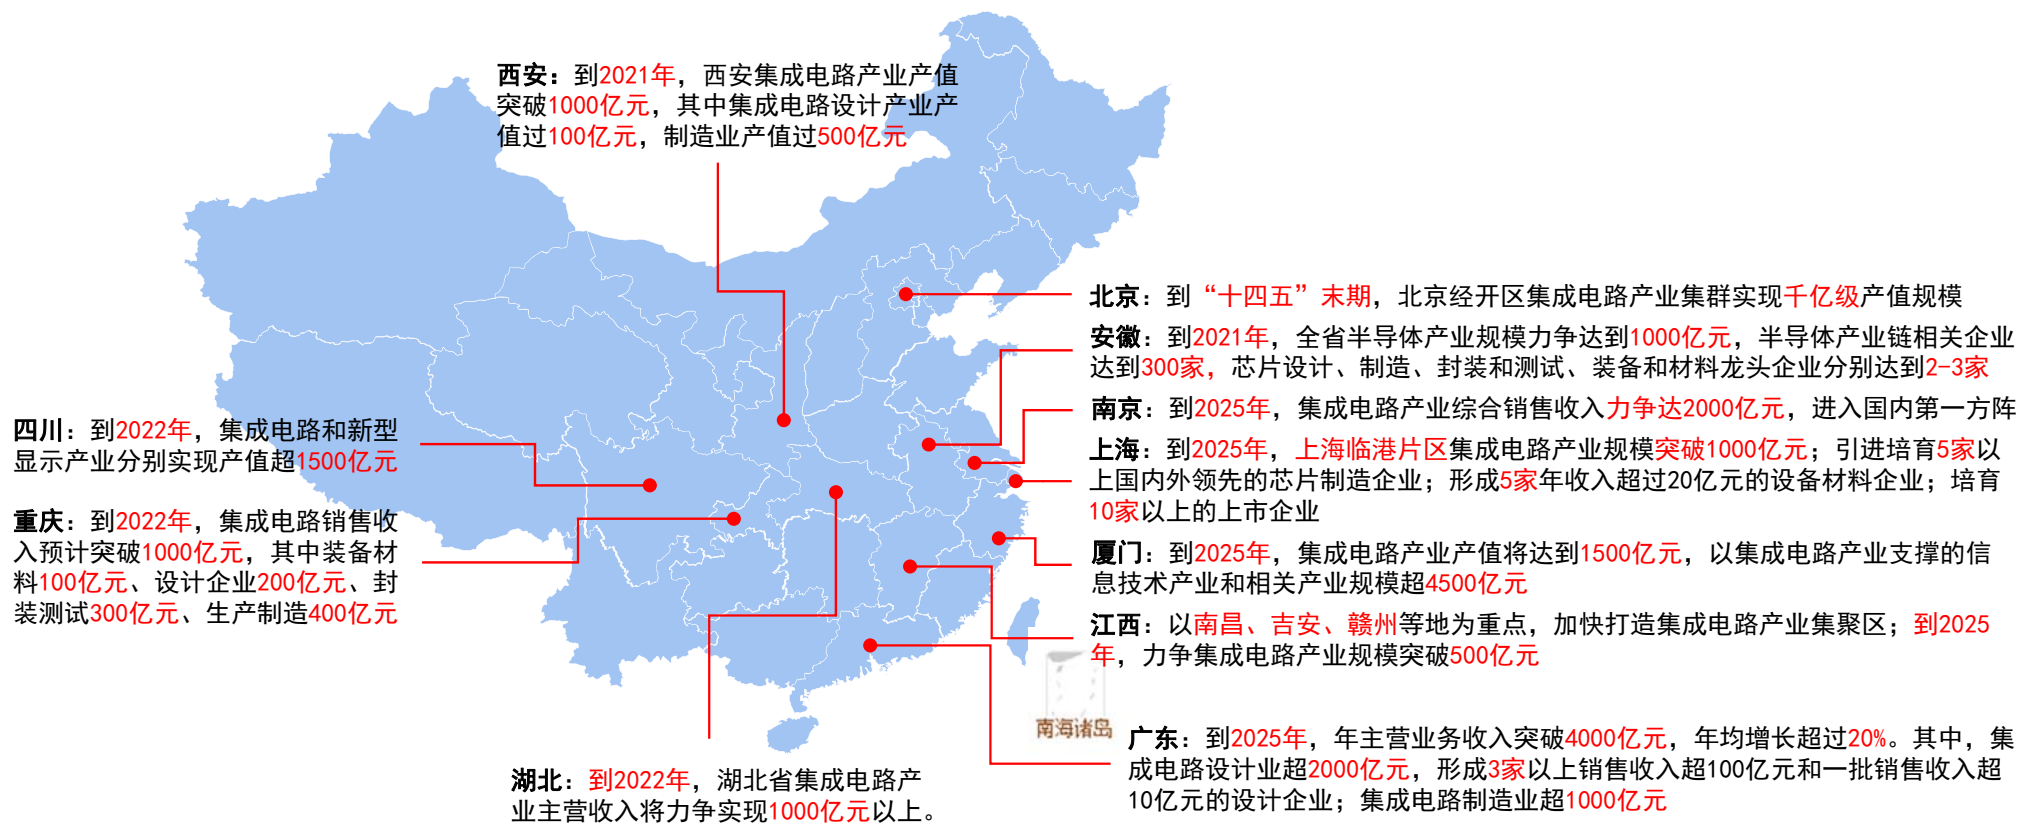 西安：到2021年，西安集成电路产业产值
突破1000亿元，其中集成电路设计产业产
值过100亿元，制造业产值过500亿元
北京：到“十四五”末期，北京经开区集成电路产业集群实现千亿级产值规模
安徽：到2021年，全省半导体产业规模力争达到1000亿元，半导体产业链相关企业
达到300家，芯片设计、制造、封装和测试、装备和材料龙头企业分别达到2-3家
南京：到2025年，集成电路产业综合销售收入力争达2000亿元，进入国内第一方阵
上海：到2025年，上海临港片区集成电路产业规模突破1000亿元；引进培育5家以
上国内外领先的芯片制造企业；形成5家年收入超过20亿元的设备材料企业；培育
10家以上的上市企业
厦门：到2025年，集成电路产业产值将达到1500亿元，以集成电路产业支撑的信
息技术产业和相关产业规模超4500亿元
江西：以南昌、吉安、赣州等地为重点，加快打造集成电路产业集聚区；到2025
年，力争集成电路产业规模突破500亿元
南海诸岛
广东：到2025年，年主营业务收入突破4000亿元，年均增长超过20%。其中，集
成电路设计业超2000亿元，形成3家以上销售收入超100亿元和一批销售收入超
10亿元的设计企业；集成电路制造业超1000亿元
四川：到2022年，集成电路和新型
显示产业分别实现产值超1500亿元
重庆：到2022年，集成电路销售收
入预计突破1000亿元，其中装备材
料100亿元、设计企业200亿元、封
装测试300亿元、生产制造400亿元
湖北：到2022年，湖北省集成电路产
业主营收入将力争实现1000亿元以上。